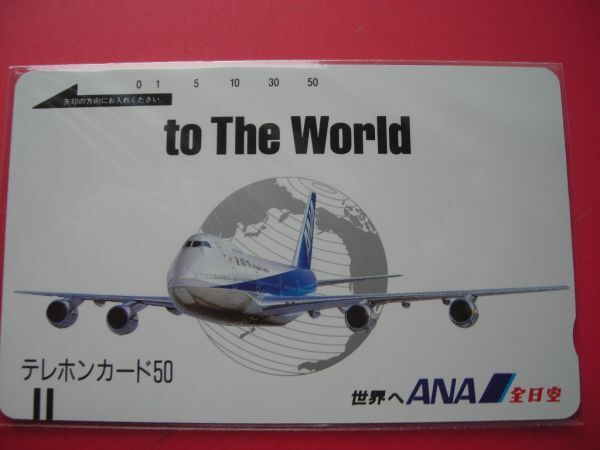 0 1 5 10 30 50
矢印の方向にお入れください
to The World
テレホンカード50
世界へ ANA 全日空